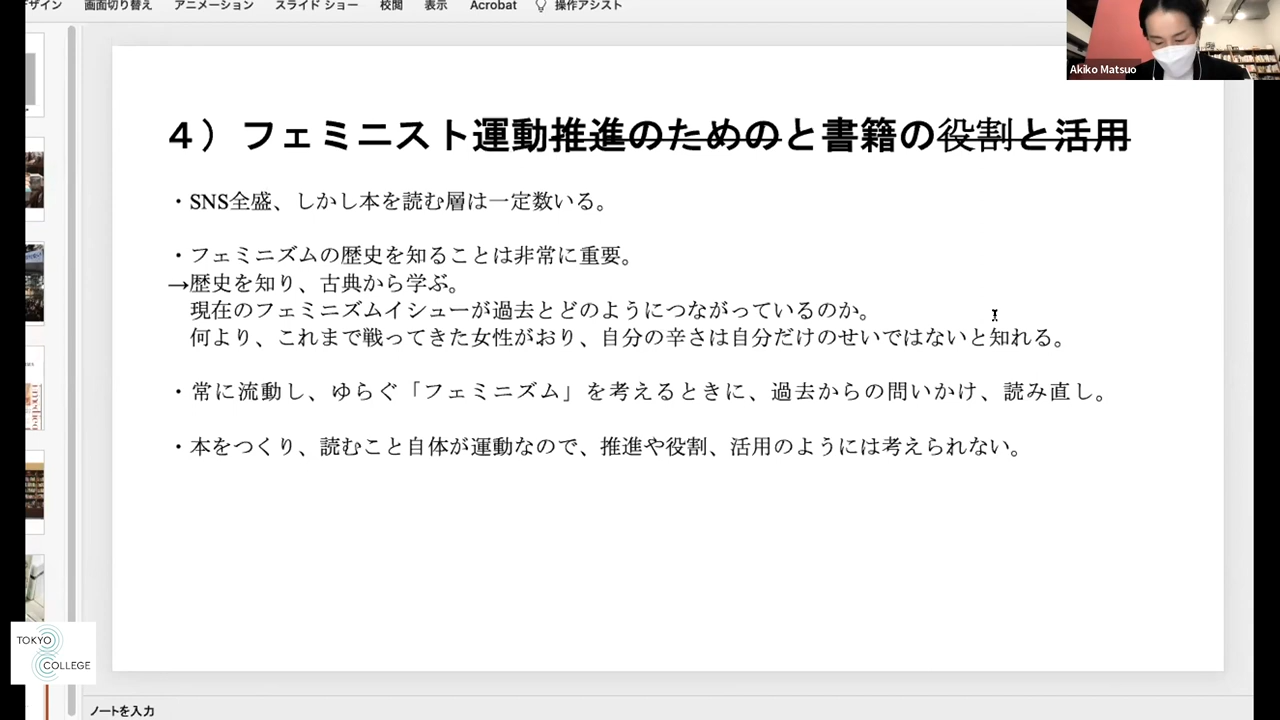 ザイン 画面切り替え アニメーション スライド ショー 校閲 表示 Acrobat 操作アシスト
Akiko Matsuo
４）フェミニスト運動推進のためのと書籍の役割と活用
・SNS全盛、しかし本を読む層は一定数いる。
・フェミニズムの歴史を知ることは非常に重要。
→歴史を知り、古典から学ぶ。
現在のフェミニズムイシューが過去とどのようにつながっているのか。
何より、これまで戦ってきた女性がおり、自分の辛さは自分だけのせいではないと知れる。
・常に流動し、ゆらぐ「フェミニズム」を考えるときに、過去からの問いかけ、読み直し。
・本をつくり、読むこと自体が運動なので、推進や役割、活用のようには考えられない。
TOKYO
COLLEGE
ノートを入力